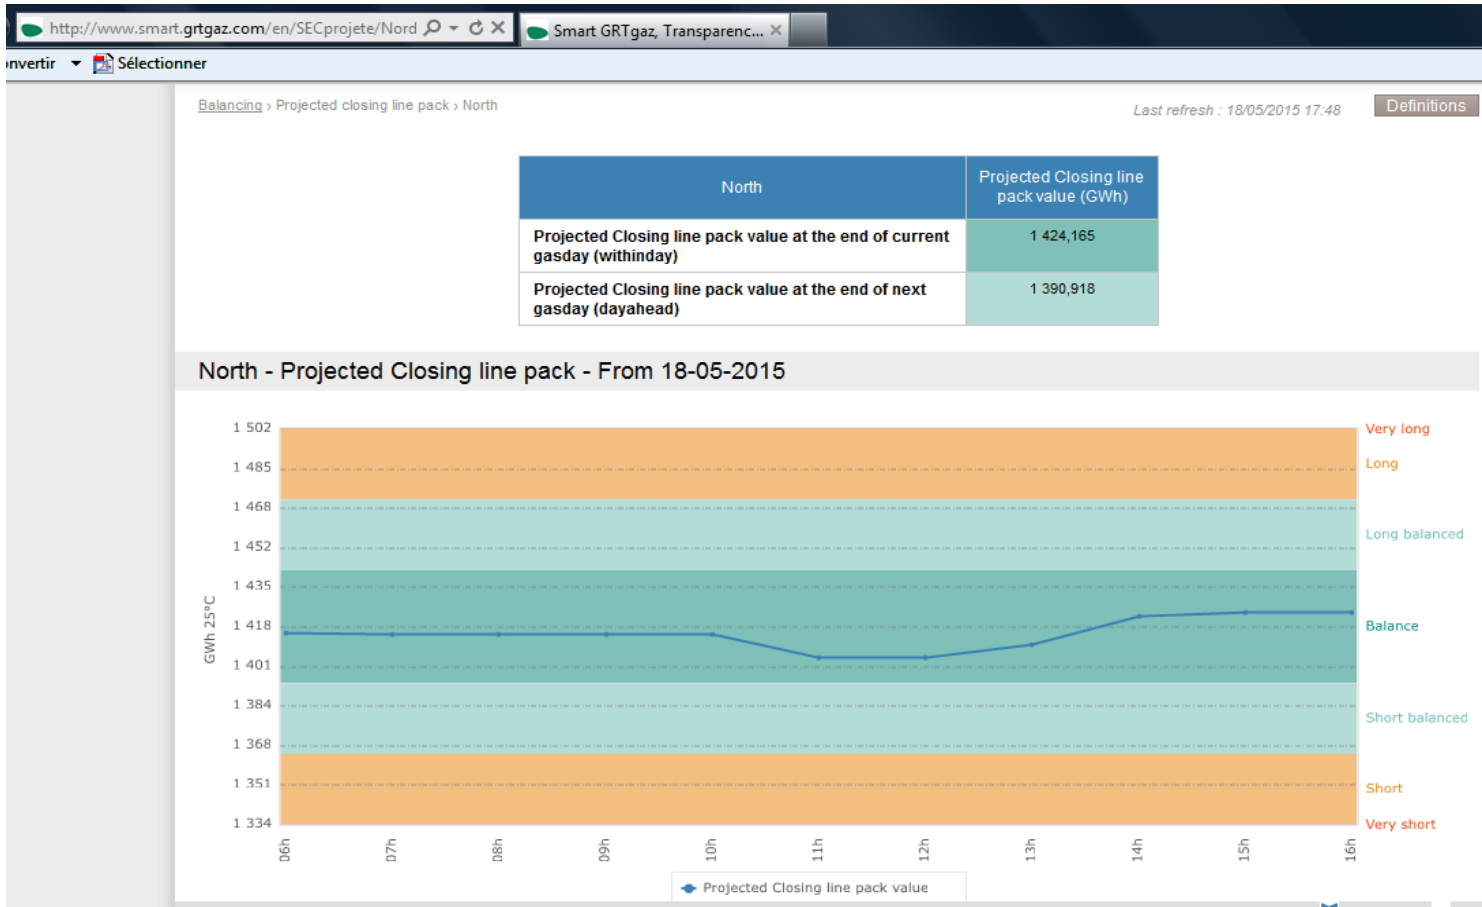 http://www.smart.grtgaz.com/en/SECprojete/Nord
Smart GRTgaz, Transparenc...
onvertir Sélectionner
Balancing › Projected closing line pack › North
Last refresh : 18/05/2015 17:48
Definitions
North
Projected Closing line
pack value (GWh)
Projected Closing line pack value at the end of current
gasday (withinday)
1 424,165
Projected Closing line pack value at the end of next
gasday (dayahead)
1 390,918
North - Projected Closing line pack - From 18-05-2015
GWh 25°C
1 502
1 485
1 468
1 452
1 435
1 418
1 401
1 384
1 368
1 351
1 334
Very long
Long
Long balanced
Balance
Short balanced
Short
Very short
06h 07h 08h 09h 10h 11h 12h 13h 14h 15h 16h
Projected Closing line pack value